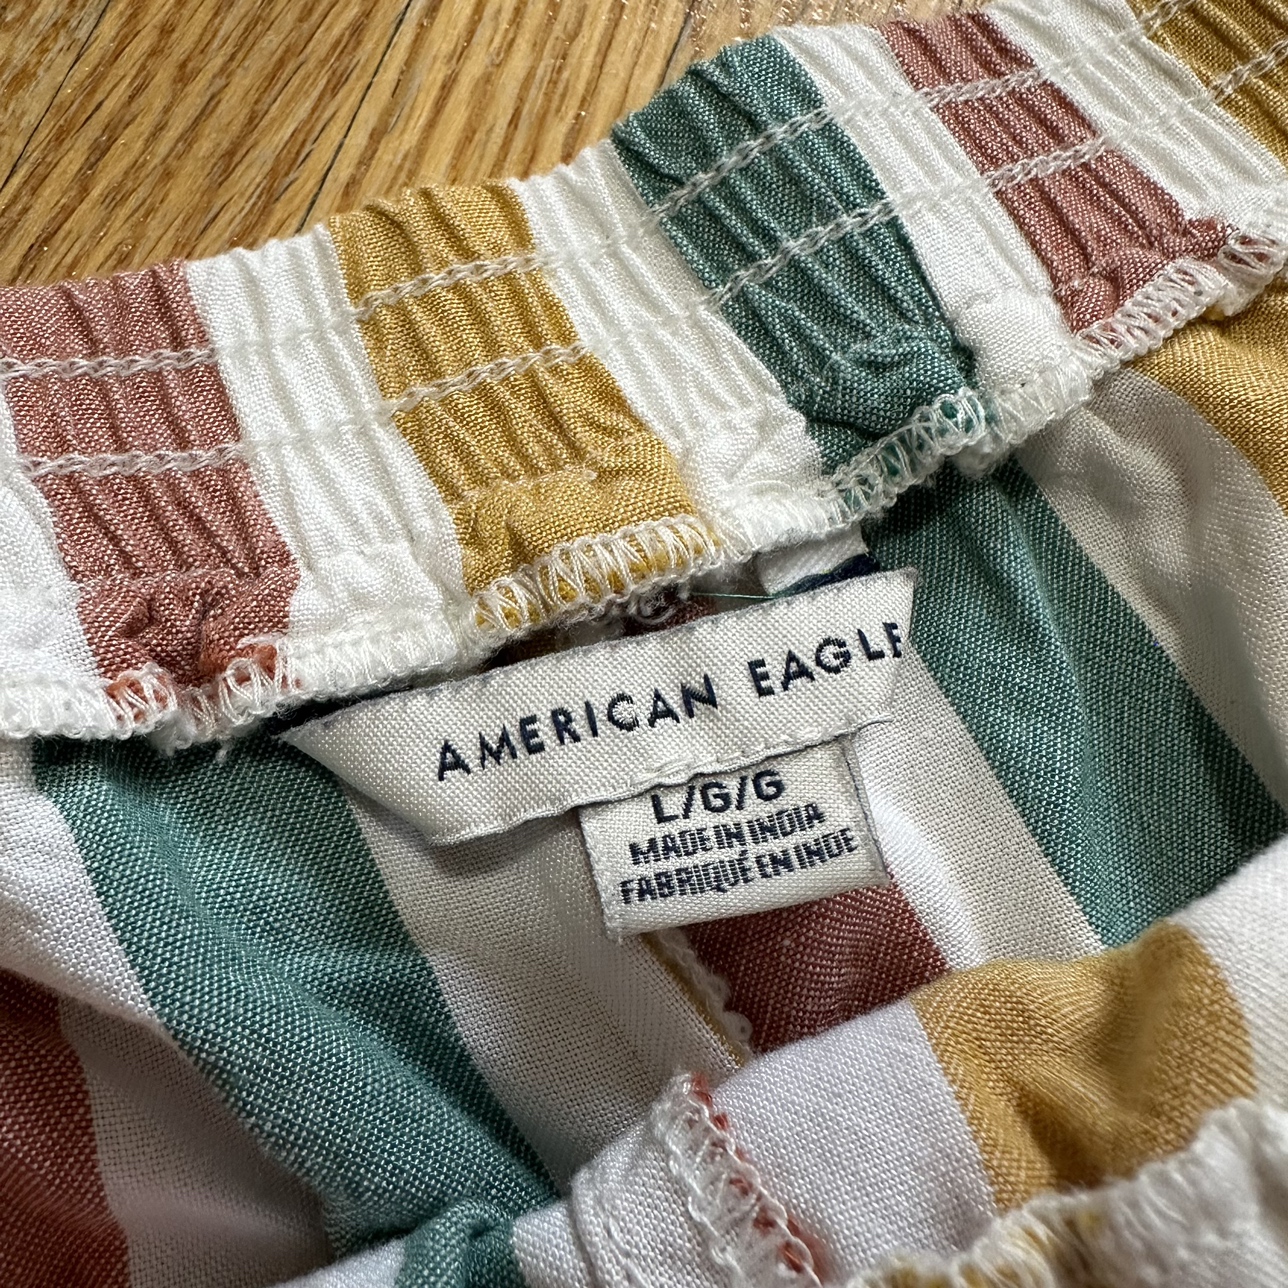 AMERICAN EAGLE
L/G/G
MADE IN INDIA
FABRIQUÉ EN INDE